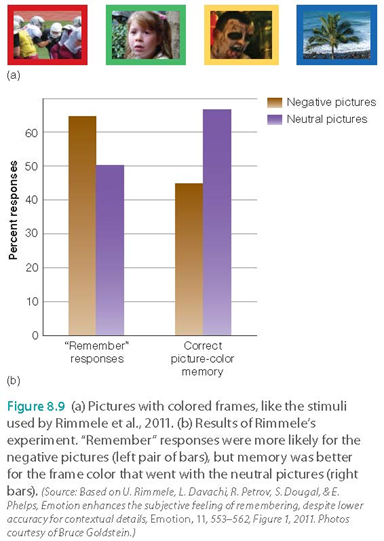 (a)
Negative pictures
Neutral pictures
Percent responses
60
50
40
30
20
10
0
“Remember”
responses
Correct
picture-color
memory
(b)
Figure 8.9 (a) Pictures with colored frames, like the stimuli
used by Rimmele et al., 2011. (b) Results of Rimmele’s
experiment. “Remember” responses were more likely for the
negative pictures (left pair of bars), but memory was better
for the frame color that went with the neutral pictures (right
bars). (Source: Based on U. Rimmele, L. Davachi, R. Petrov, S. Dougal, & E.
Phelps, Emotion enhances the subjective feeling of remembering, despite lower
accuracy for contextual details, Emotion, 11, 553–562, Figure 1, 2011. Photos
courtesy of Bruce Goldstein.)